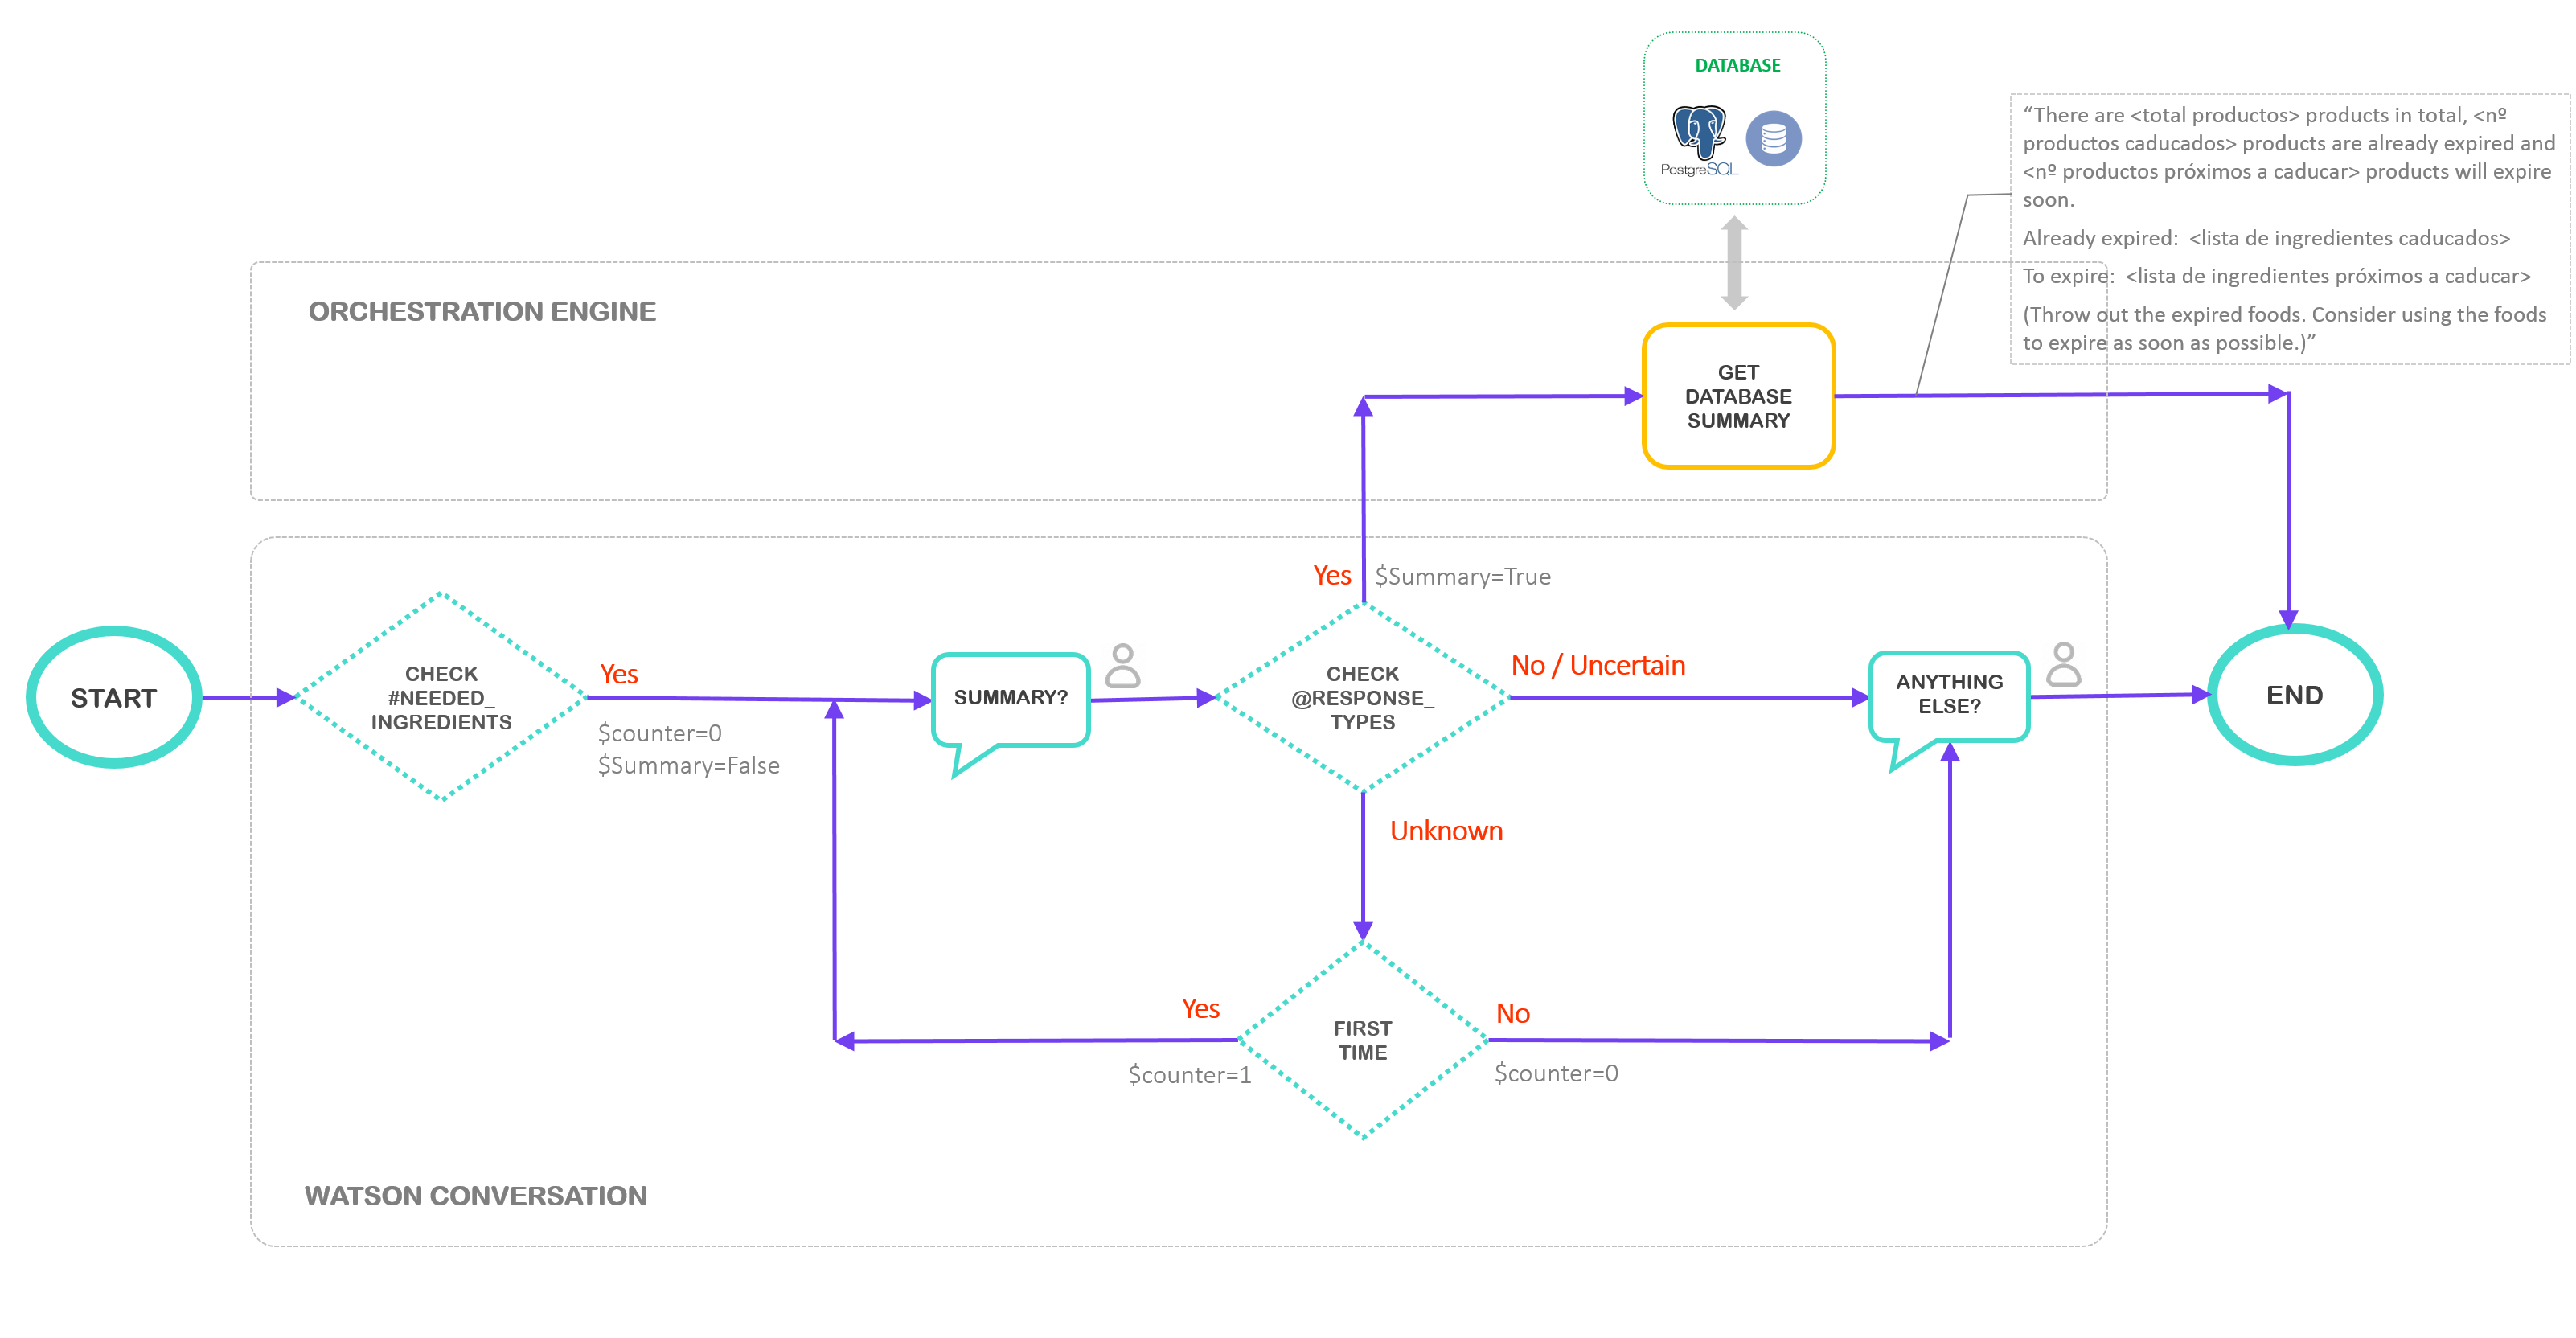 DATABASE
PostgreSQL
“There are <total productos> products in total, <nº
productos caducados> products are already expired and
<nº productos próximos a caducar> products will expire
soon.
Already expired:  <lista de ingredientes caducados>
To expire:  <lista de ingredientes próximos a caducar>
(Throw out the expired foods. Consider using the foods
to expire as soon as possible.)”
ORCHESTRATION ENGINE
GET
DATABASE
SUMMARY
Yes
$Summary=True
START
CHECK
#NEEDED_
INGREDIENTS
Yes
$counter=0
$Summary=False
SUMMARY?
CHECK
@RESPONSE_
TYPES
No / Uncertain
ANYTHING
ELSE?
END
Unknown
Yes
$counter=1
FIRST
TIME
No
$counter=0
WATSON CONVERSATION